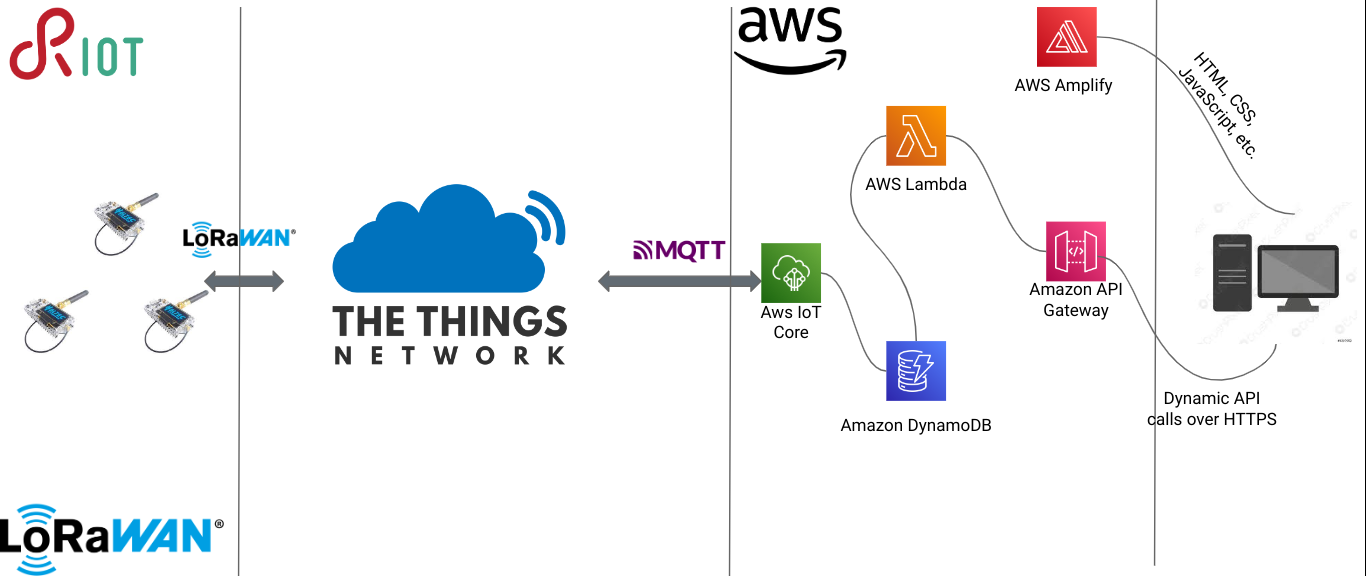 RIOT
LoRaWAN®
LoRaWAN®
THE THINGS
NETWORK
MQTT
aws
Aws IoT
Core
AWS Lambda
Amazon DynamoDB
AWS Amplify
Amazon API
Gateway
HTML, CSS,
JavaScript, etc.
Dynamic API
calls over HTTPS